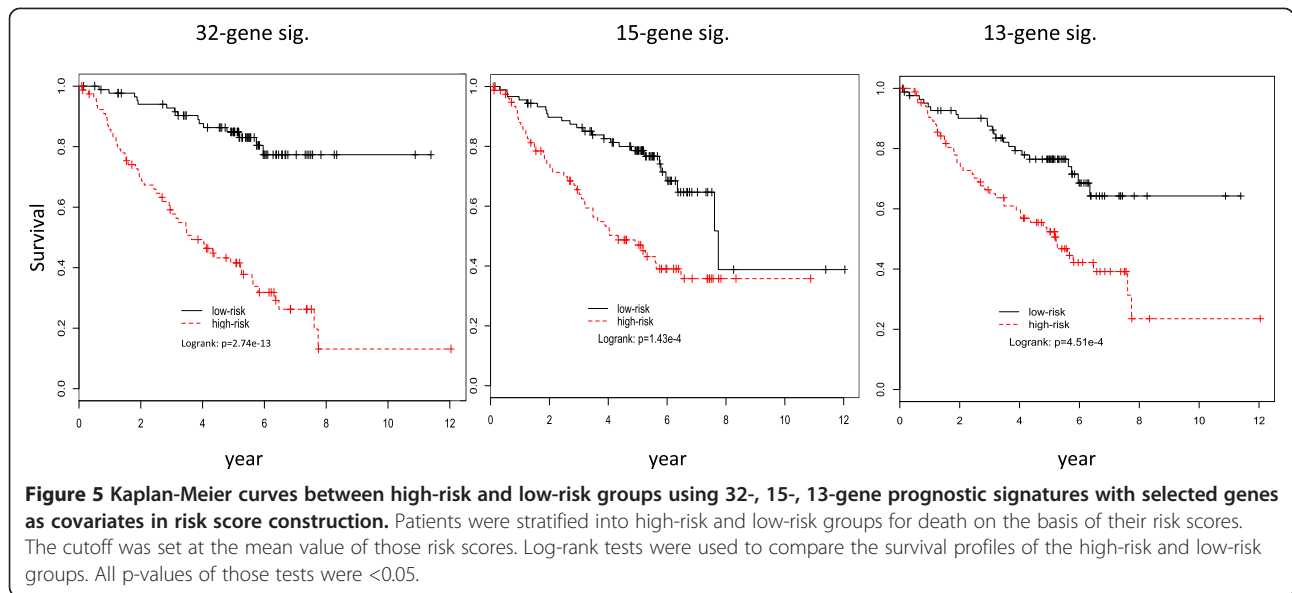 32-gene sig.
15-gene sig.
13-gene sig.
Survival
1.0
0.8
0.6
0.4
0.2
0.0
0 2 4 6 8 10 12
year
low-risk
high-risk
Logrank: p=2.74e-13
1.0
0.8
0.6
0.4
0.2
0.0
0 2 4 6 8 10 12
year
low-risk
high-risk
Logrank: p=1.43e-4
1.0
0.8
0.6
0.4
0.2
0.0
0 2 4 6 8 10 12
year
low-risk
high-risk
Logrank: p=4.51e-4
Figure 5 Kaplan-Meier curves between high-risk and low-risk groups using 32-, 15-, 13-gene prognostic signatures with selected genes
as covariates in risk score construction. Patients were stratified into high-risk and low-risk groups for death on the basis of their risk scores.
The cutoff was set at the mean value of those risk scores. Log-rank tests were used to compare the survival profiles of the high-risk and low-risk
groups. All p-values of those tests were <0.05.